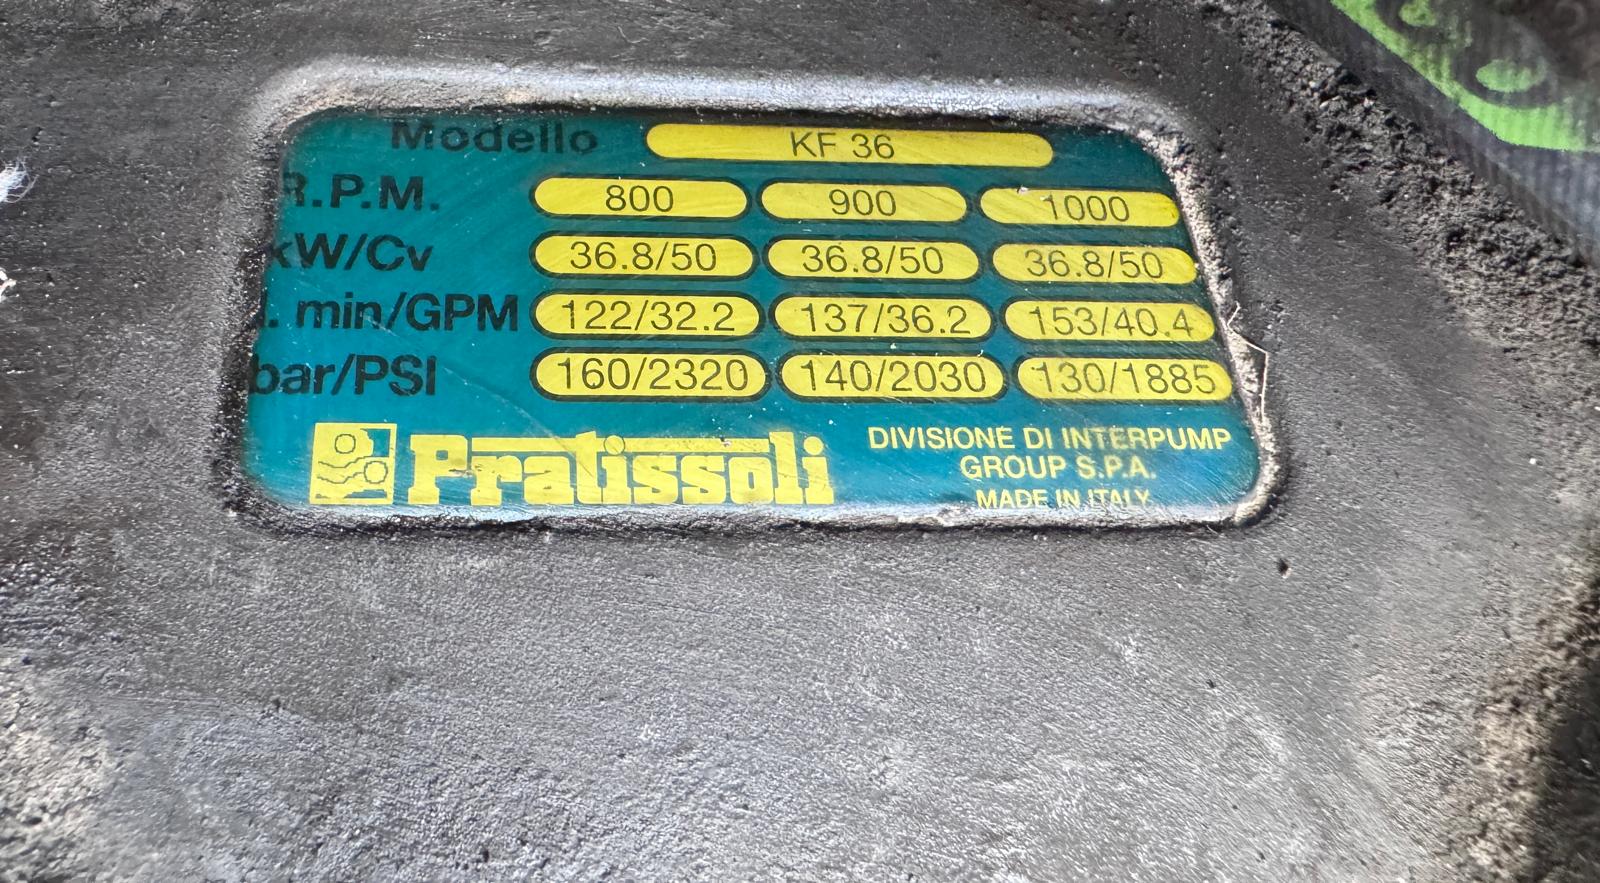 Modello KF 36
R.P.M. 800 900 1000
kW/Cv 36.8/50 36.8/50 36.8/50
l. min/GPM 122/32.2 137/36.2 153/40.4
bar/PSI 160/2320 140/2030 130/1885
Pratissoli
DIVISIONE DI INTERPUMP
GROUP S.P.A.
MADE IN ITALY